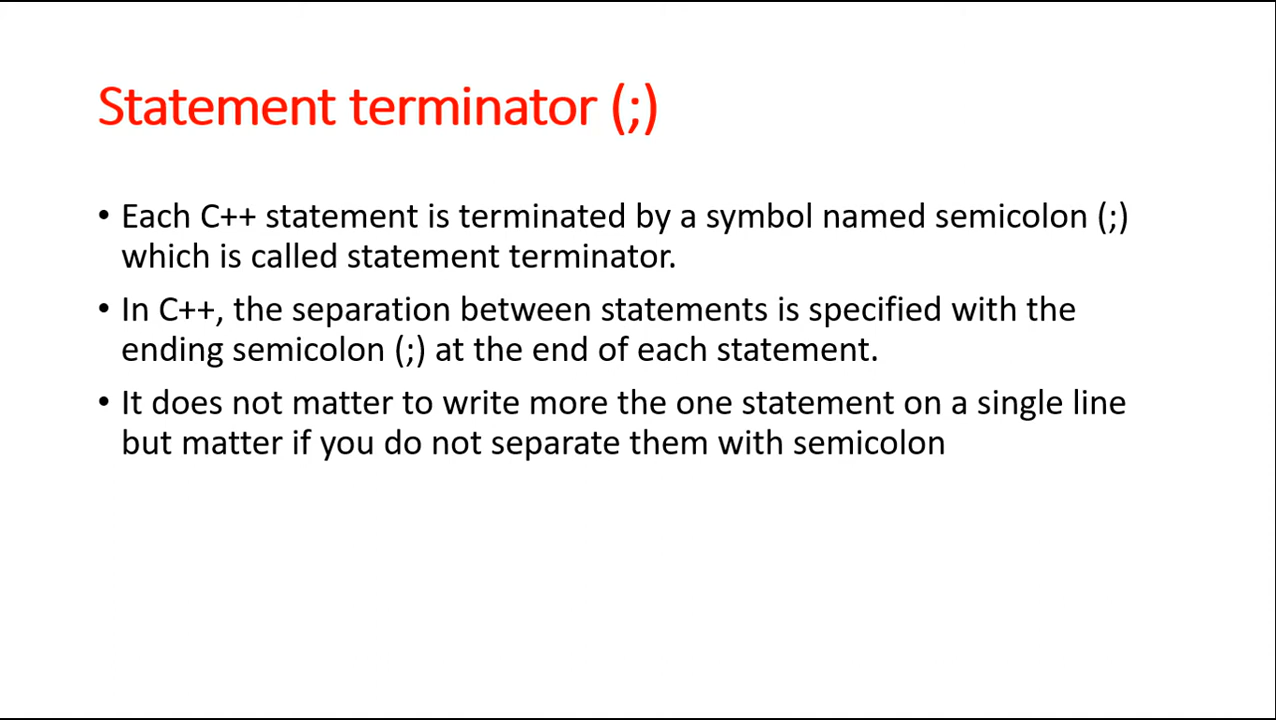 Statement terminator (;)
• Each C++ statement is terminated by a symbol named semicolon (;)
which is called statement terminator.
• In C++, the separation between statements is specified with the
ending semicolon (;) at the end of each statement.
• It does not matter to write more the one statement on a single line
but matter if you do not separate them with semicolon